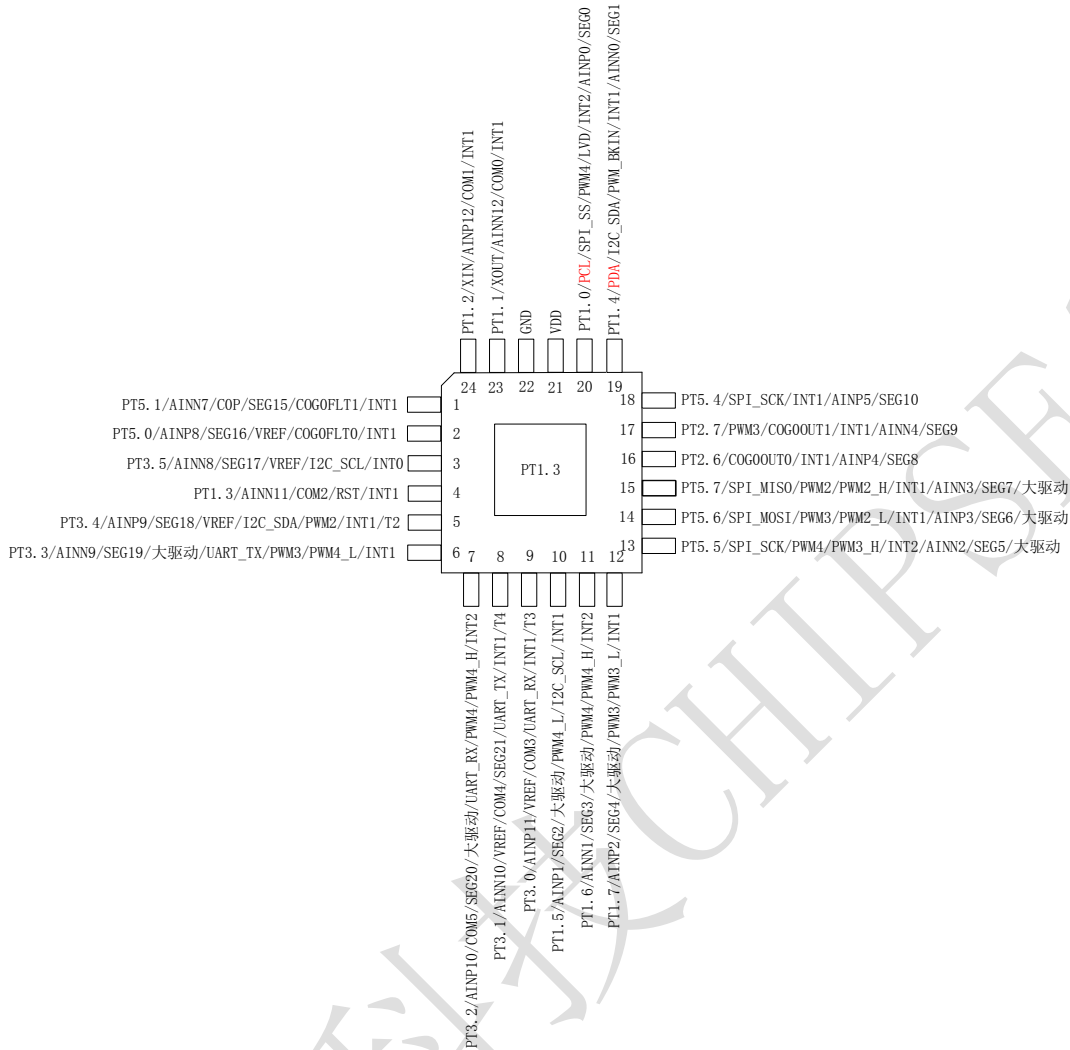 PT1.2/XIN/AINP12/COM1/INT1
PT1.1/XOUT/AINN12/COM0/INT1
GND
VDD
PT1.0/PCL/SPI_SS/PWM4/LVD/INT2/AINP0/SEG0
PT1.4/PDA/I2C_SDA/PWM_BKIN/INT1/AINN0/SEG1
24 23 22 21 20 19
PT5.1/AINN7/COP/SEG15/COG0FLT1/INT1 1
PT5.0/AINP8/SEG16/VREF/COG0FLT0/INT1 2
PT3.5/AINN8/SEG17/VREF/I2C_SCL/INT0 3
PT1.3/AINN11/COM2/RST/INT1 4
PT3.4/AINP9/SEG18/VREF/I2C_SDA/PWM2/INT1/T2 5
PT3.3/AINN9/SEG19/大驱动/UART_TX/PWM3/PWM4_L/INT1 6
PT1.3
18 PT5.4/SPI_SCK/INT1/AINP5/SEG10
17 PT2.7/PWM3/COG0OUT1/INT1/AINN4/SEG9
16 PT2.6/COG0OUT0/INT1/AINP4/SEG8
15 PT5.7/SPI_MISO/PWM2/PWM2_H/INT1/AINN3/SEG7/大驱动
14 PT5.6/SPI_MOSI/PWM3/PWM2_L/INT1/AINP3/SEG6/大驱动
13 PT5.5/SPI_SCK/PWM4/PWM3_H/INT2/AINN2/SEG5/大驱动
7 8 9 10 11 12
PT3.2/AINP10/COM5/SEG20/大驱动/UART_RX/PWM4/PWM4_H/INT2
PT3.1/AINN10/VREF/COM4/SEG21/UART_TX/INT1/T4
PT3.0/AINP11/VREF/COM3/UART_RX/INT1/T3
PT1.5/AINP1/SEG2/大驱动/PWM4_L/I2C_SCL/INT1
PT1.6/AINN1/SEG3/大驱动/PWM4/PWM4_H/INT2
PT1.7/AINP2/SEG4/大驱动/PWM3/PWM3_L/INT1
科技CHIPSE